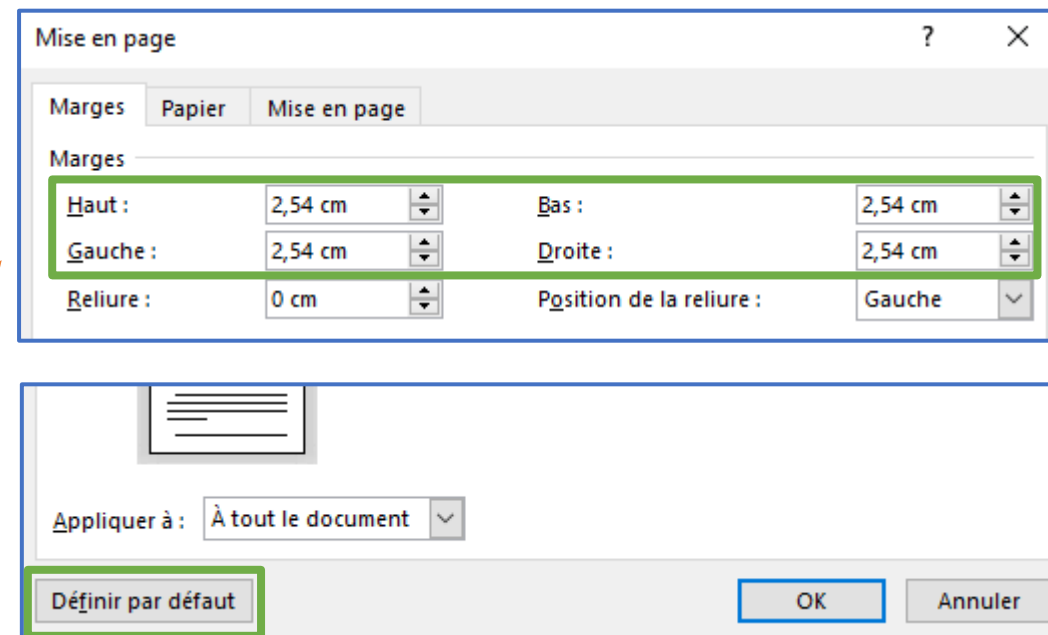 Mise en page ? ×
Marges Papier Mise en page
Marges
Haut : 2,54 cm Bas : 2,54 cm
Gauche : 2,54 cm Droite : 2,54 cm
Reliure : 0 cm Position de la reliure : Gauche
Appliquer à : À tout le document
Définir par défaut OK Annuler